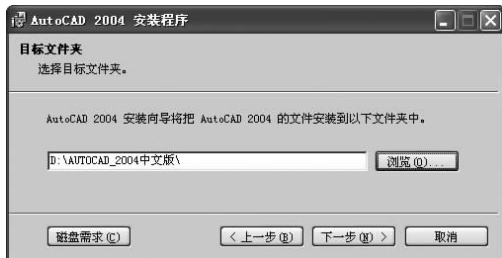 AutoCAD 2004 安装程序
目标文件夹
选择目标文件夹。
AutoCAD 2004 安装向导将把 AutoCAD 2004 的文件安装到以下文件夹中。
D:\AUTOCAD_2004中文版\
浏览(O)...
磁盘需求(C)
< 上一步(B)
下一步(N) >
取消